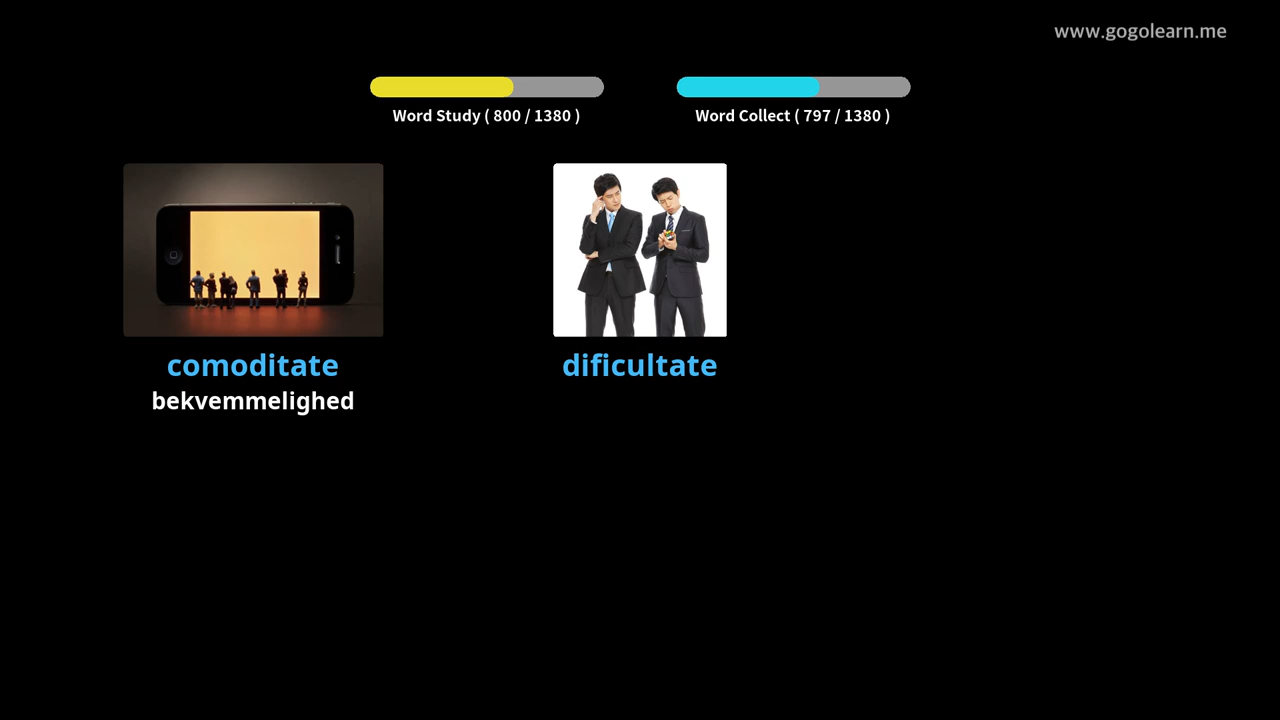 www.gogolearn.me
Word Study ( 800 / 1380 )
Word Collect ( 797 / 1380 )
comoditate
bekvemmelighed
dificultate